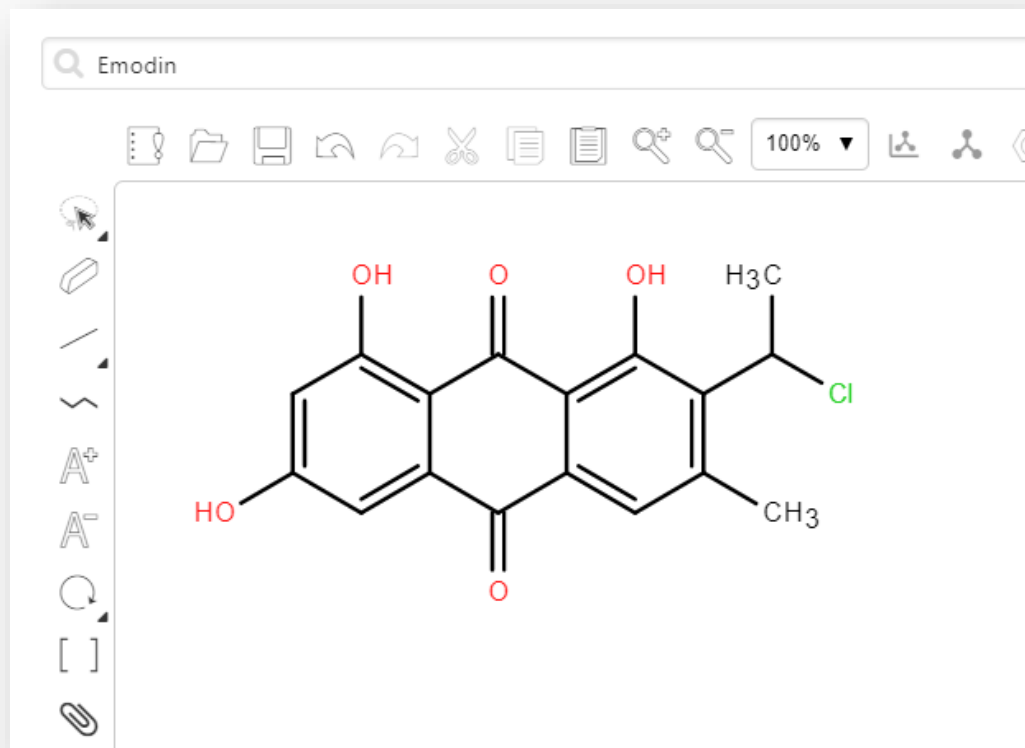 Emodin
100% ▼
OH O OH H3C
Cl
HO CH3
O
A+
A-
[ ]